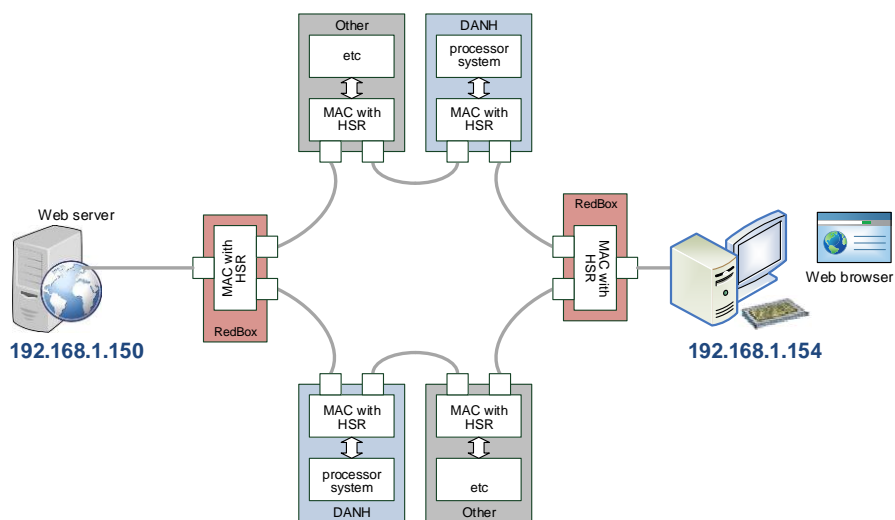 Other
etc
MAC with
HSR
DANH
processor
system
MAC with
HSR
Web server
MAC with
HSR
RedBox
192.168.1.150
RedBox
MAC with
HSR
Web browser
192.168.1.154
MAC with
HSR
processor
system
DANH
MAC with
HSR
etc
Other